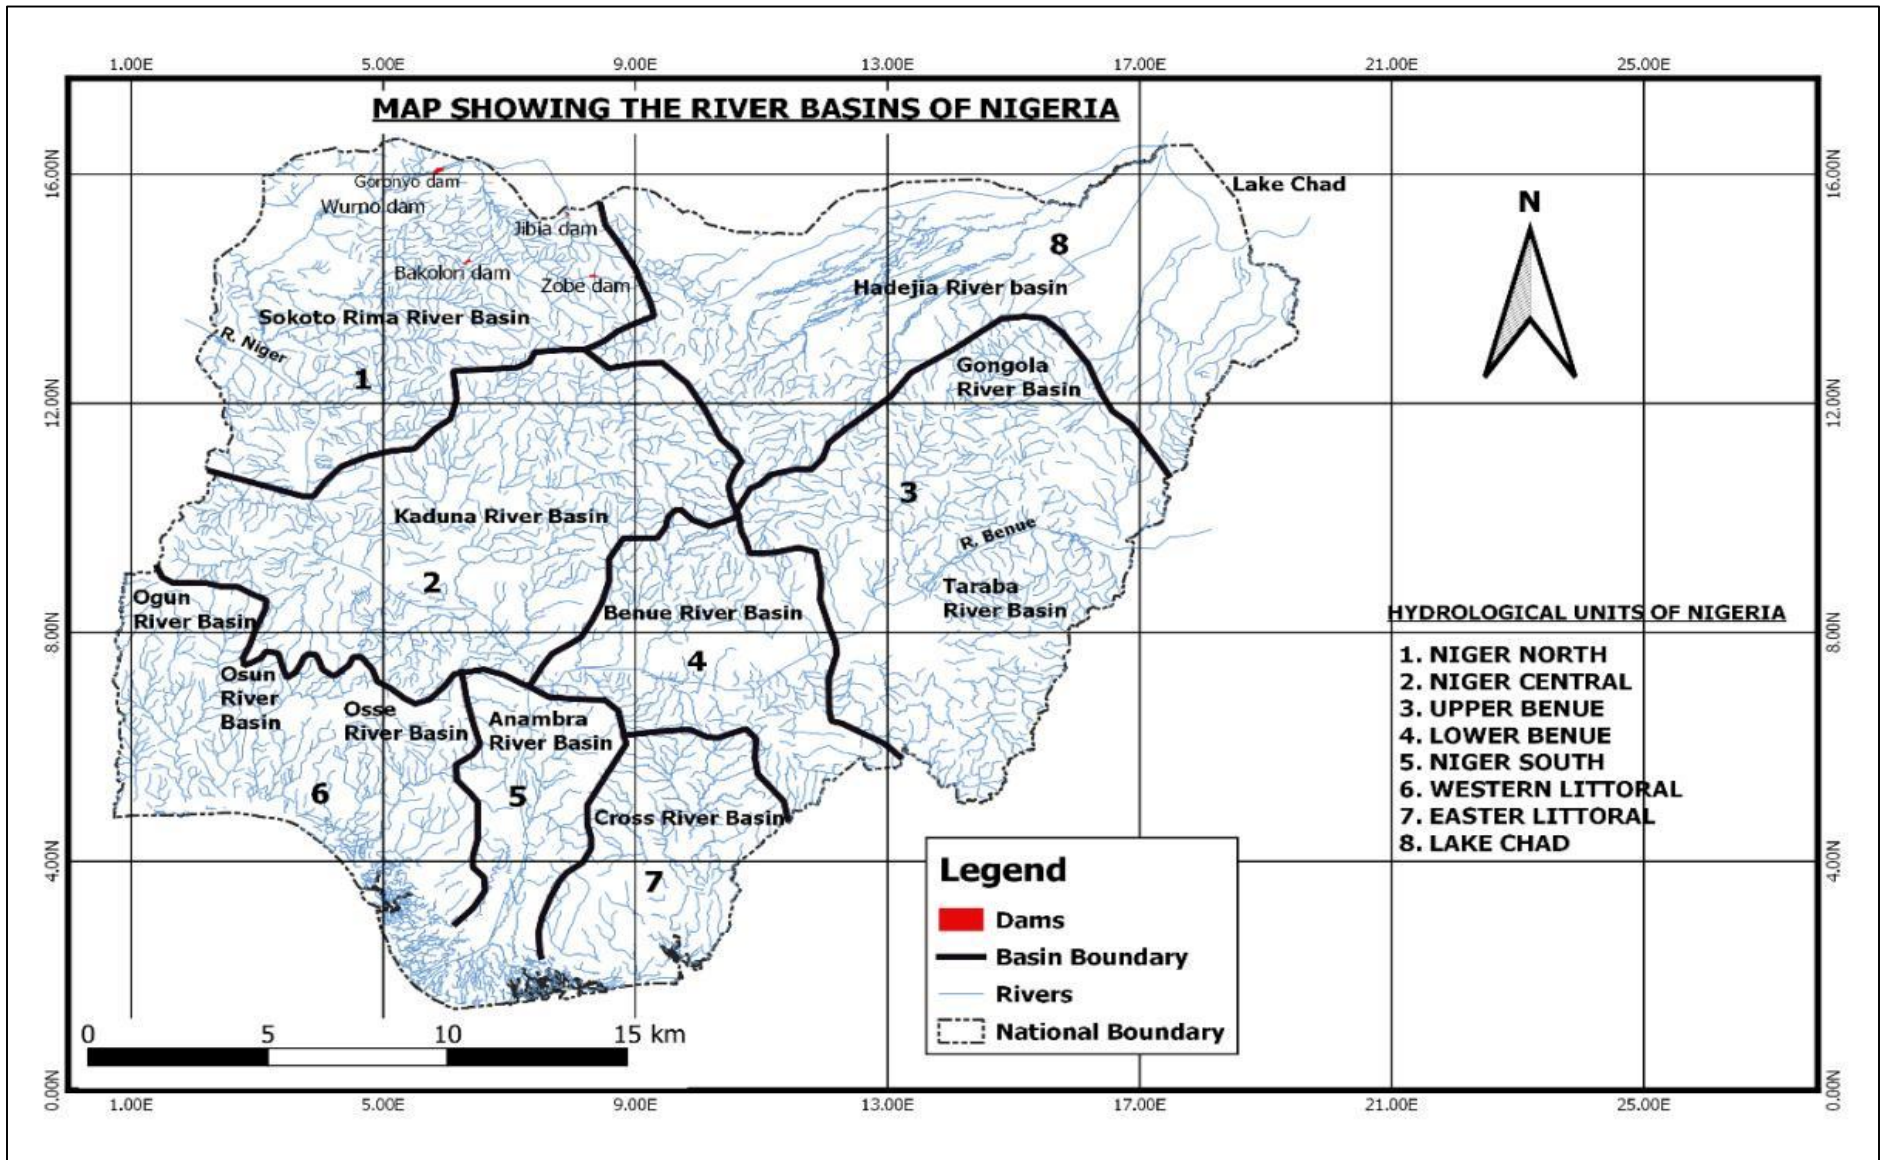 1.00E 5.00E 9.00E 13.00E 17.00E 21.00E 25.00E
MAP SHOWING THE RIVER BASINS OF NIGERIA
16.00N
16.00N
Goronyo dam
Wurno dam
Jibia dam
Bakolori dam
Zobe dam
Lake Chad
N
8
Hadejia River basin
Sokoto Rima River Basin
R. Niger
1
Gongola
River Basin
12.00N
12.00N
3
Kaduna River Basin
R. Benue
2
Ogun
River Basin
Benue River Basin
Taraba
River Basin
8.00N
8.00N
4
Osun
River
Basin
Osse
River Basin
Anambra
River Basin
6
5
Cross River Basin
7
4.00N
4.00N
HYDROLOGICAL UNITS OF NIGERIA
1. NIGER NORTH
2. NIGER CENTRAL
3. UPPER BENUE
4. LOWER BENUE
5. NIGER SOUTH
6. WESTERN LITTORAL
7. EASTER LITTORAL
8. LAKE CHAD
Legend
Dams
Basin Boundary
Rivers
National Boundary
0 5 10 15 km
0.00N
0.00N
1.00E 5.00E 9.00E 13.00E 17.00E 21.00E 25.00E